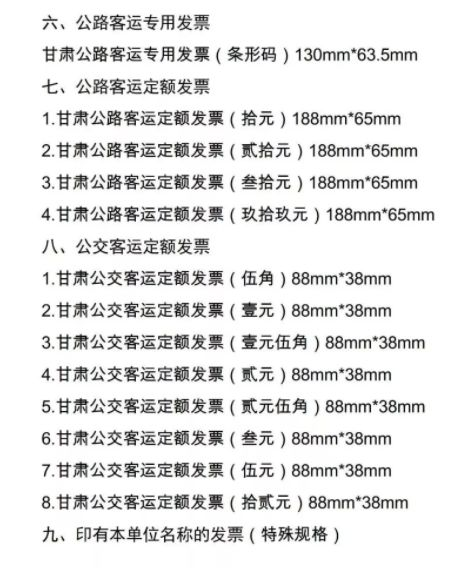 六、公路客运专用发票
甘肃公路客运专用发票（条形码）130mm*63.5mm
七、公路客运定额发票
1.甘肃公路客运定额发票（拾元）188mm*65mm
2.甘肃公路客运定额发票（贰拾元）188mm*65mm
3.甘肃公路客运定额发票（叁拾元）188mm*65mm
4.甘肃公路客运定额发票（玖拾玖元）188mm*65mm
八、公交客运定额发票
1.甘肃公交客运定额发票（伍角）88mm*38mm
2.甘肃公交客运定额发票（壹元）88mm*38mm
3.甘肃公交客运定额发票（壹元伍角）88mm*38mm
4.甘肃公交客运定额发票（贰元）88mm*38mm
5.甘肃公交客运定额发票（贰元伍角）88mm*38mm
6.甘肃公交客运定额发票（叁元）88mm*38mm
7.甘肃公交客运定额发票（伍元）88mm*38mm
8.甘肃公交客运定额发票（拾贰元）88mm*38mm
九、印有本单位名称的发票（特殊规格）